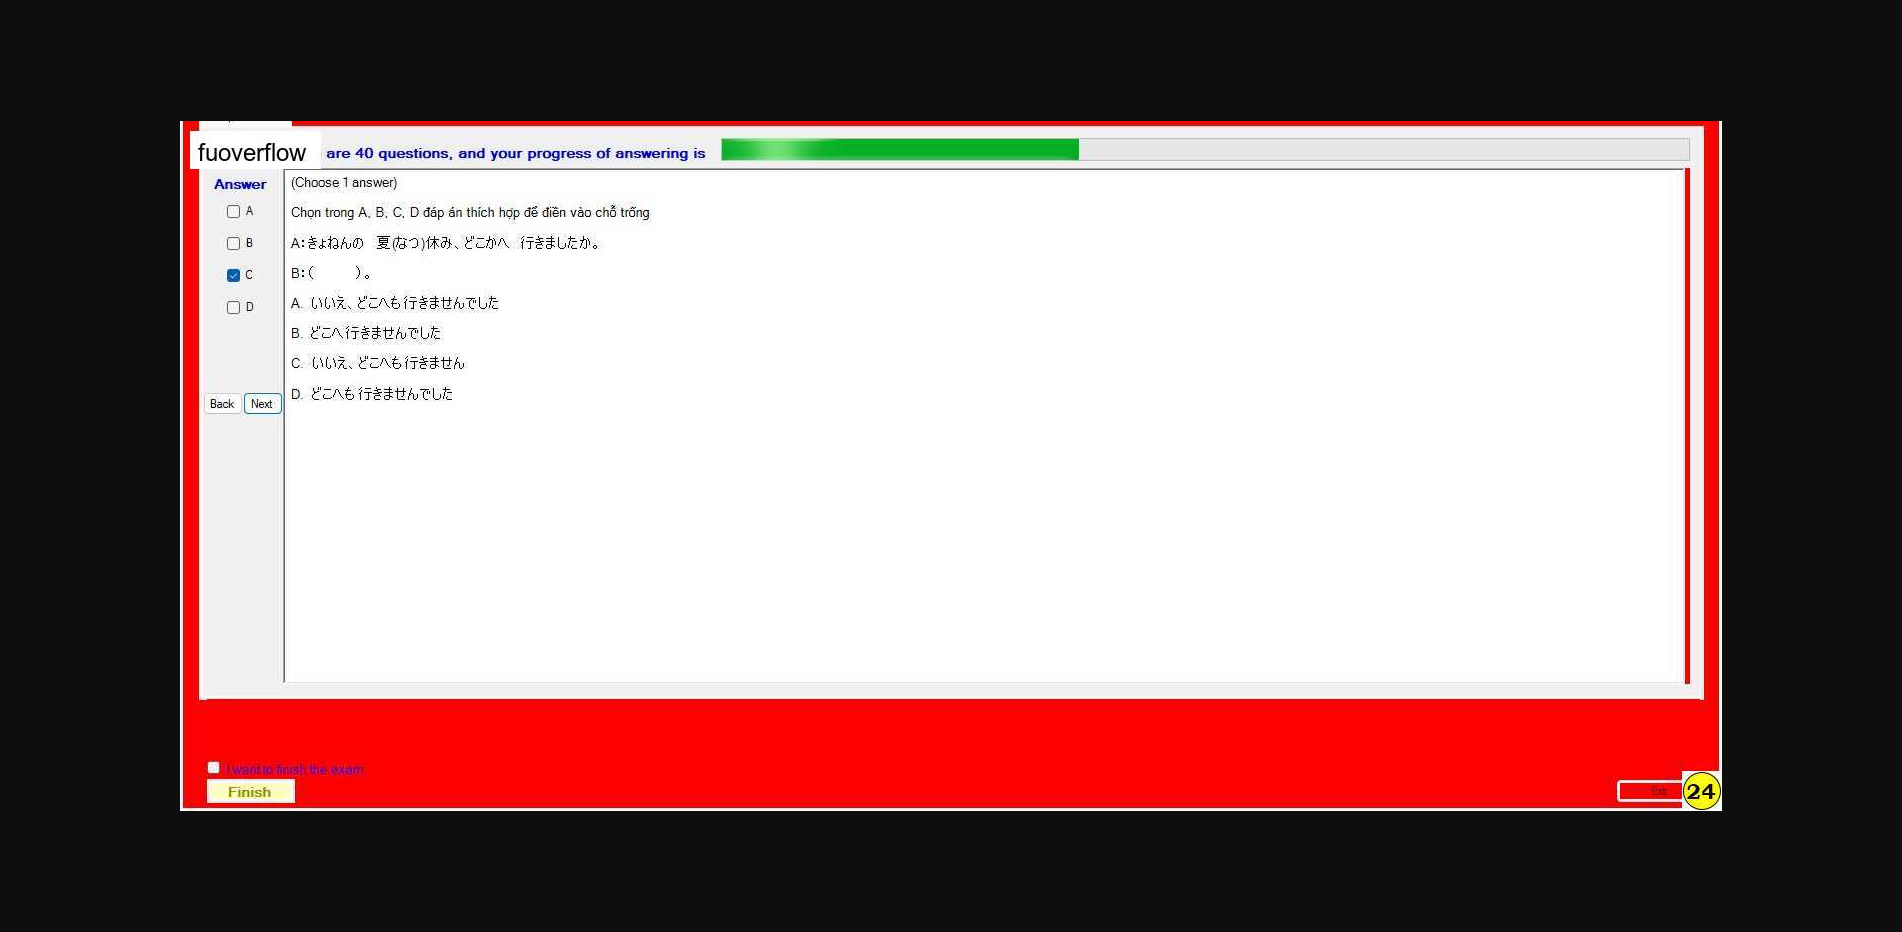 fuoverflow are 40 questions, and your progress of answering is
Answer
(Choose 1 answer)
A
Chọn trong A, B, C, D đáp án thích hợp để điền vào chỗ trống
B
A:きょねんの 夏(なつ)休み、どこかへ 行きましたか。
C
B:(    )。
D
A. いいえ、どこへも行きませんでした
B. どこへ行きませんでした
C. いいえ、どこへも行きません
D. どこへも行きませんでした
Back Next
I want to finish the exam
Finish
Exit
24